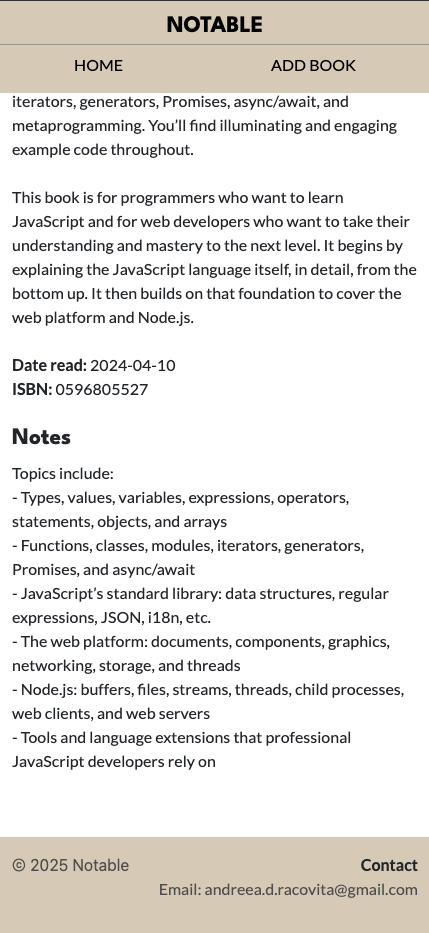 NOTABLE
HOME ADD BOOK
iterators, generators, Promises, async/await, and
metaprogramming. You’ll find illuminating and engaging
example code throughout.
This book is for programmers who want to learn
JavaScript and for web developers who want to take their
understanding and mastery to the next level. It begins by
explaining the JavaScript language itself, in detail, from the
bottom up. It then builds on that foundation to cover the
web platform and Node.js.
Date read: 2024-04-10
ISBN: 0596805527
Notes
Topics include:
- Types, values, variables, expressions, operators,
statements, objects, and arrays
- Functions, classes, modules, iterators, generators,
Promises, and async/await
- JavaScript’s standard library: data structures, regular
expressions, JSON, i18n, etc.
- The web platform: documents, components, graphics,
networking, storage, and threads
- Node.js: buffers, files, streams, threads, child processes,
web clients, and web servers
- Tools and language extensions that professional
JavaScript developers rely on
© 2025 Notable Contact
Email: andreea.d.racovita@gmail.com